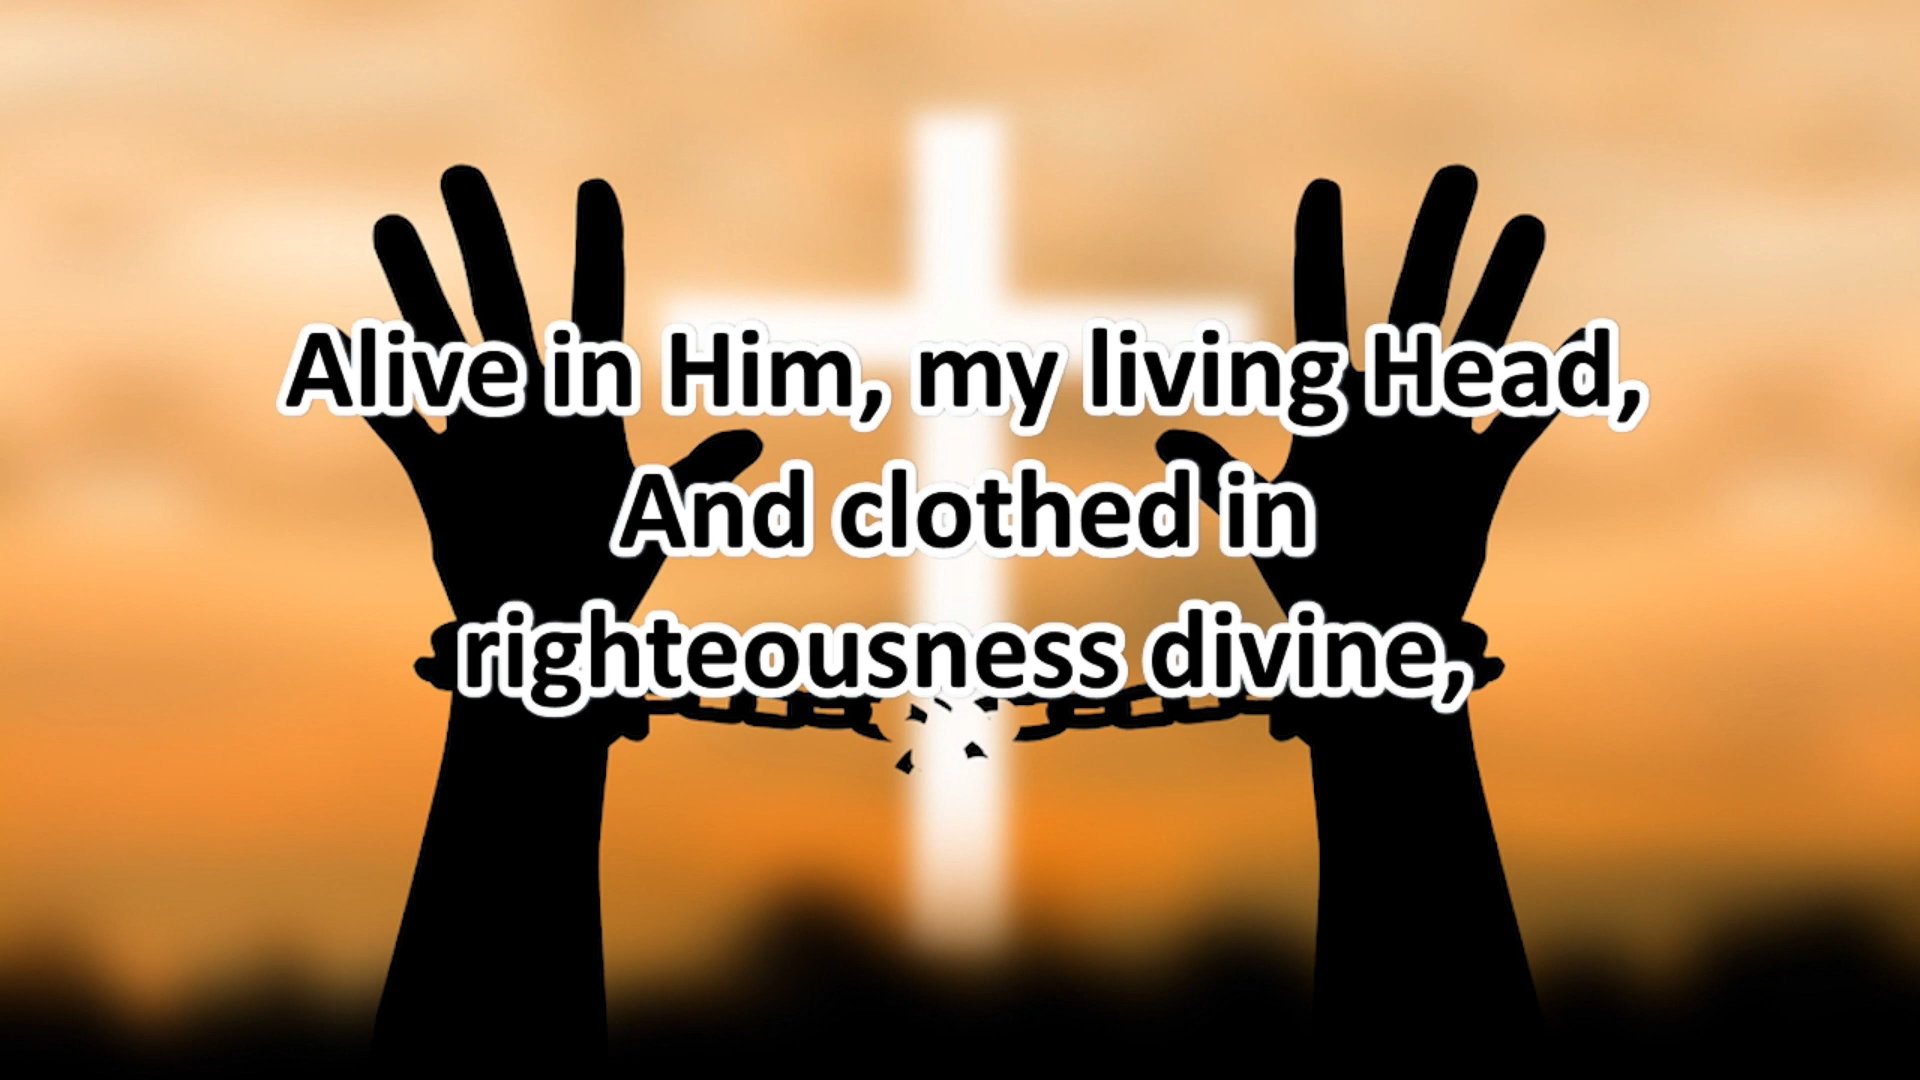 Alive in Him, my living Head,
And clothed in
righteousness divine,